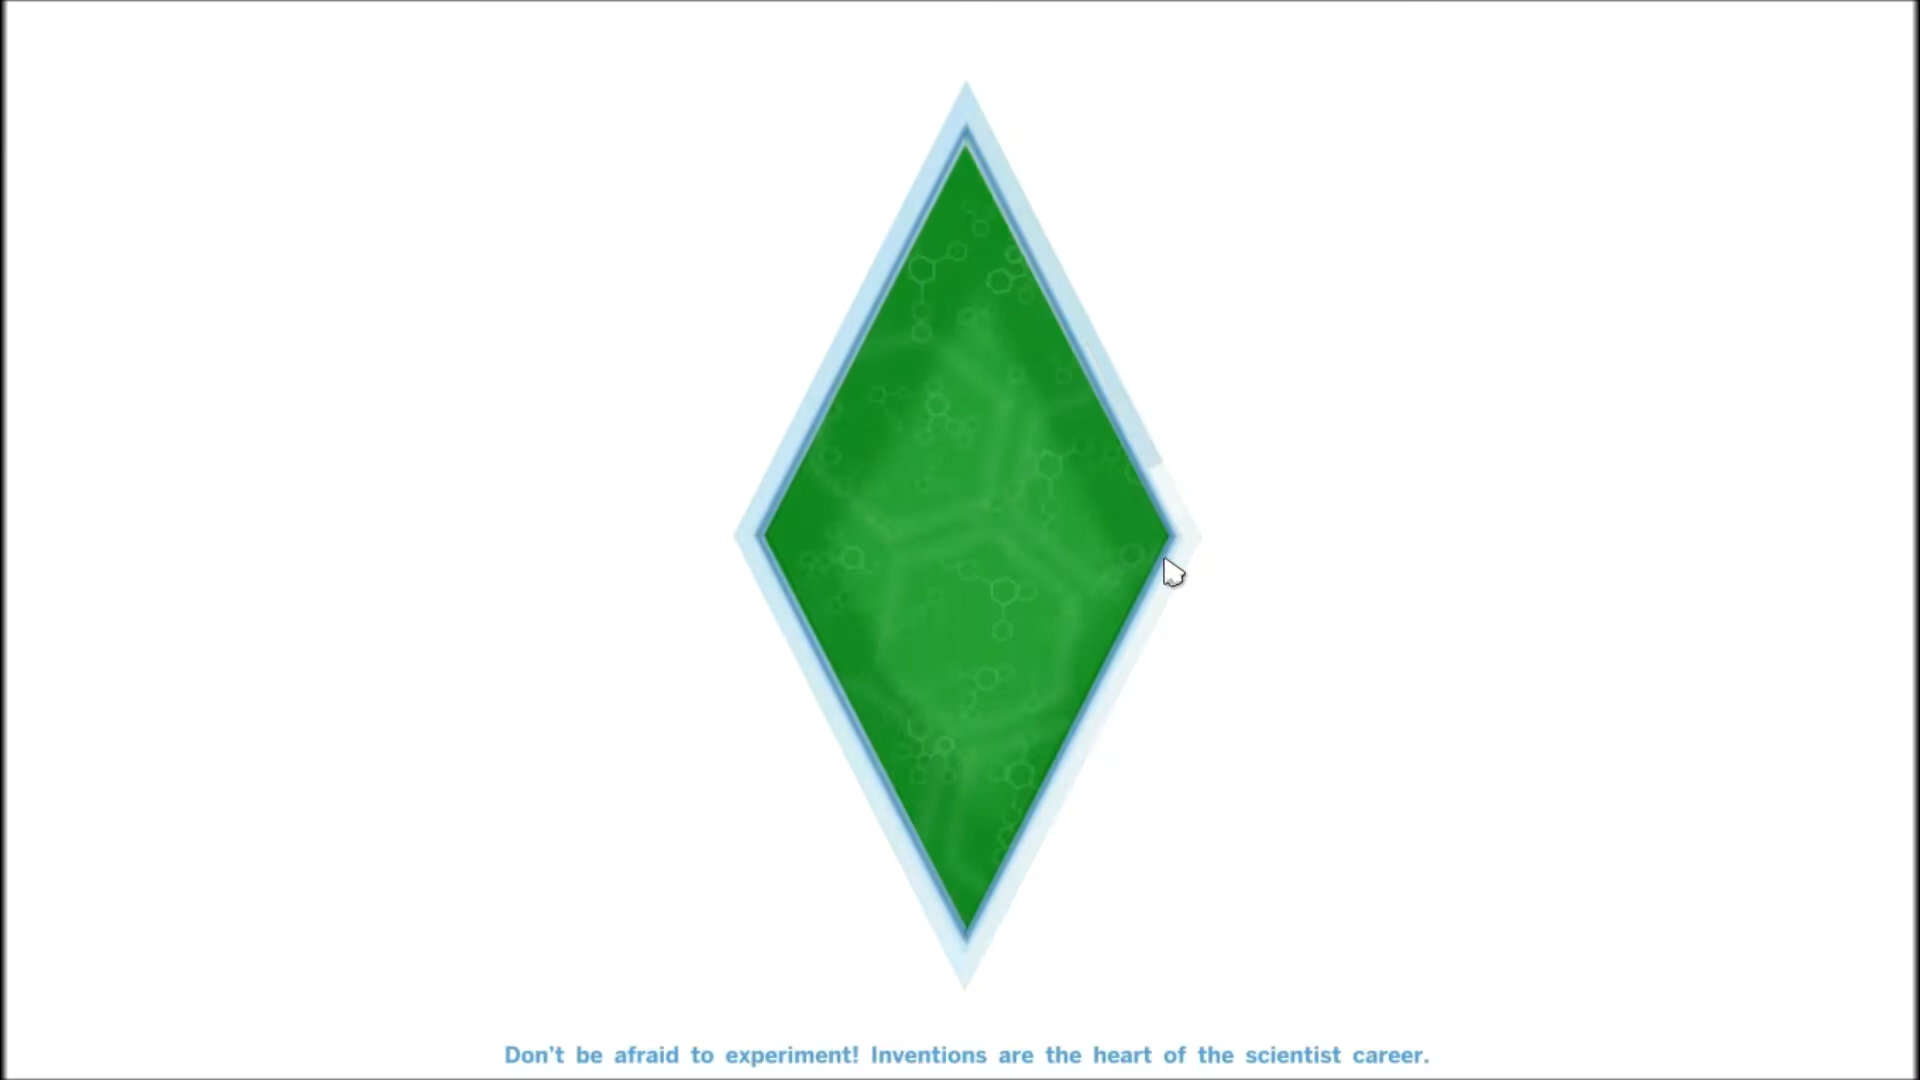 Don't be afraid to experiment! Inventions are the heart of the scientist career.